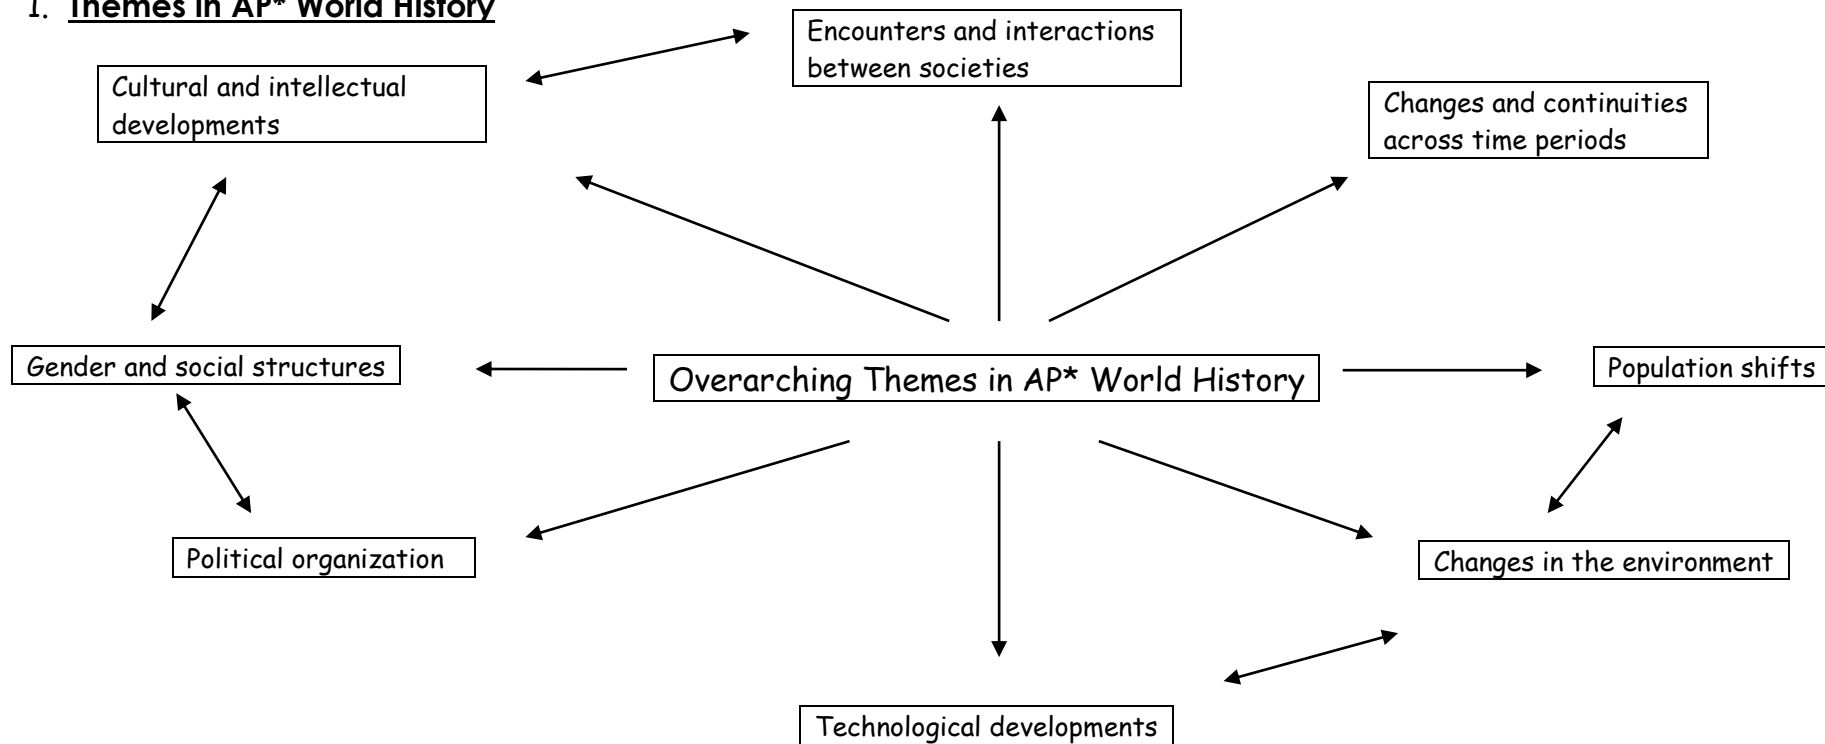 I. Themes in AP* World History
Encounters and interactions
between societies
Cultural and intellectual
developments
Changes and continuities
across time periods
Gender and social structures
Overarching Themes in AP* World History
Population shifts
Political organization
Changes in the environment
Technological developments